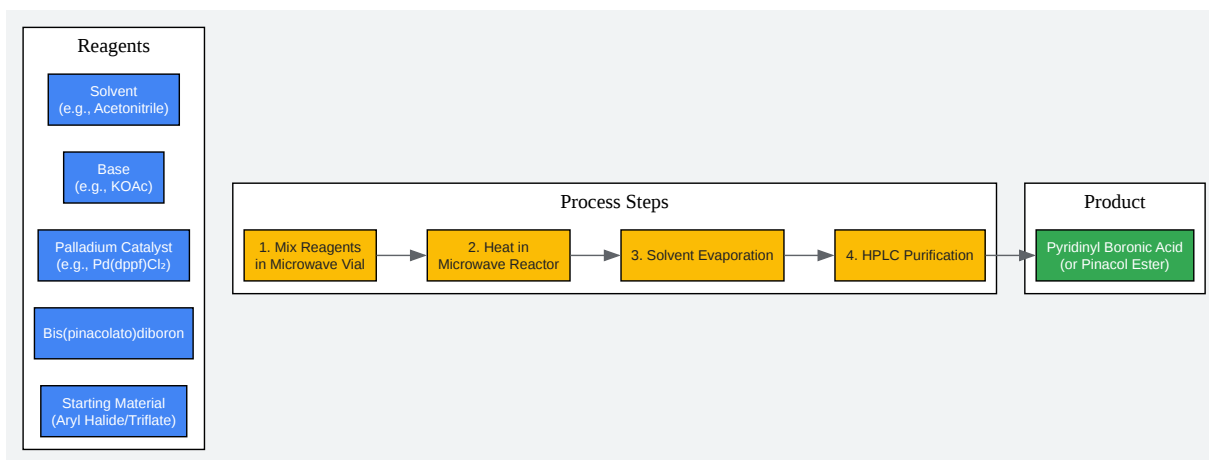 Reagents
Solvent
(e.g., Acetonitrile)
Base
(e.g., KOAc)
Palladium Catalyst
(e.g., Pd(dppf)Cl₂)
Bis(pinacolato)diboron
Starting Material
(Aryl Halide/Triflate)
Process Steps
1. Mix Reagents
in Microwave Vial
2. Heat in
Microwave Reactor
3. Solvent Evaporation
4. HPLC Purification
Product
Pyridinyl Boronic Acid
(or Pinacol Ester)